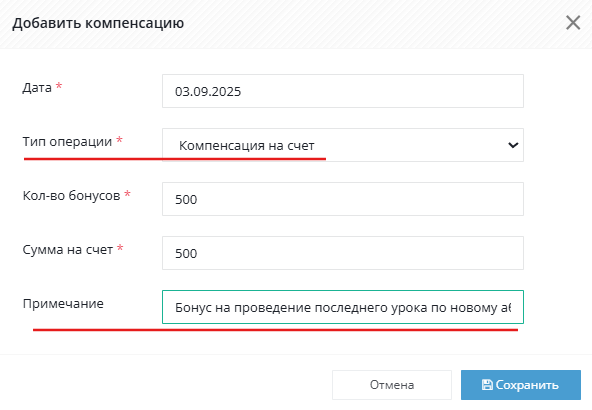 Добавить компенсацию
Дата * 03.09.2025
Тип операции * Компенсация на счет
Кол-во бонусов * 500
Сумма на счет * 500
Примечание Бонус на проведение последнего урока по новому
Отмена Сохранить